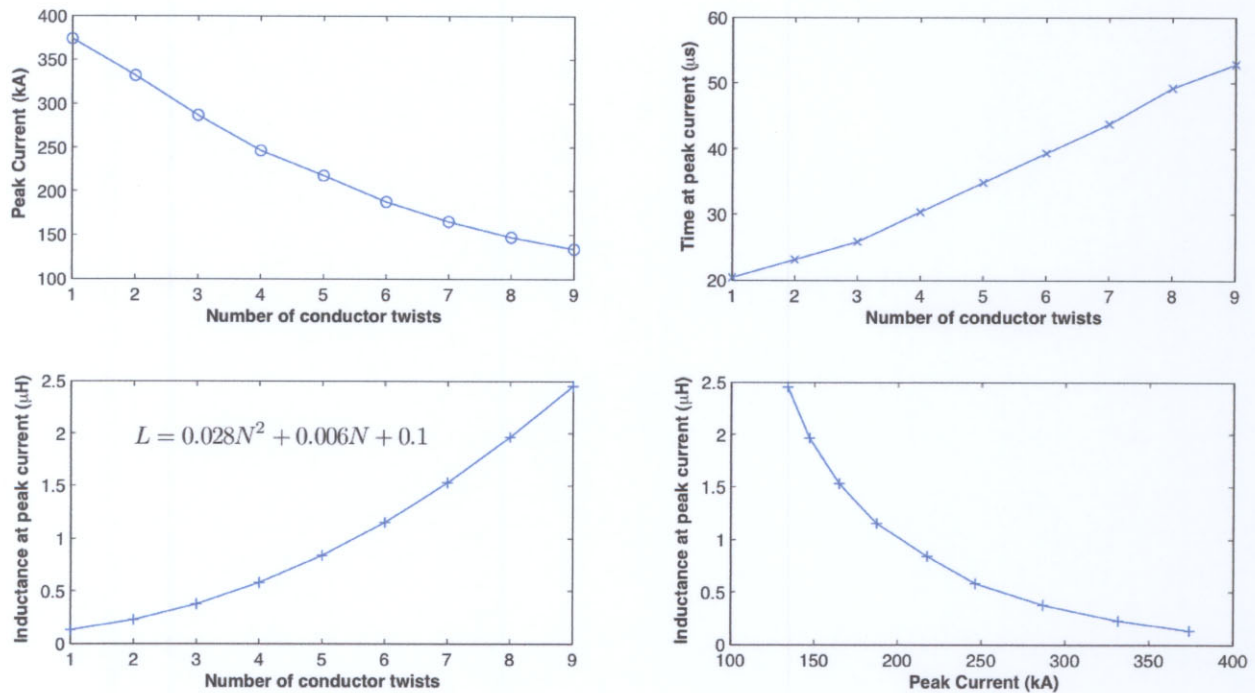 400
350
300
250
200
150
100
Peak Current (kA)
1 2 3 4 5 6 7 8 9
Number of conductor twists
60
50
40
30
20
Time at peak current (μs)
1 2 3 4 5 6 7 8 9
Number of conductor twists
2.5
2
1.5
1
0.5
0
Inductance at peak current (μH)
L = 0.028N² + 0.006N + 0.1
1 2 3 4 5 6 7 8 9
Number of conductor twists
2.5
2
1.5
1
0.5
0
Inductance at peak current (μH)
100 150 200 250 300 350 400
Peak Current (kA)